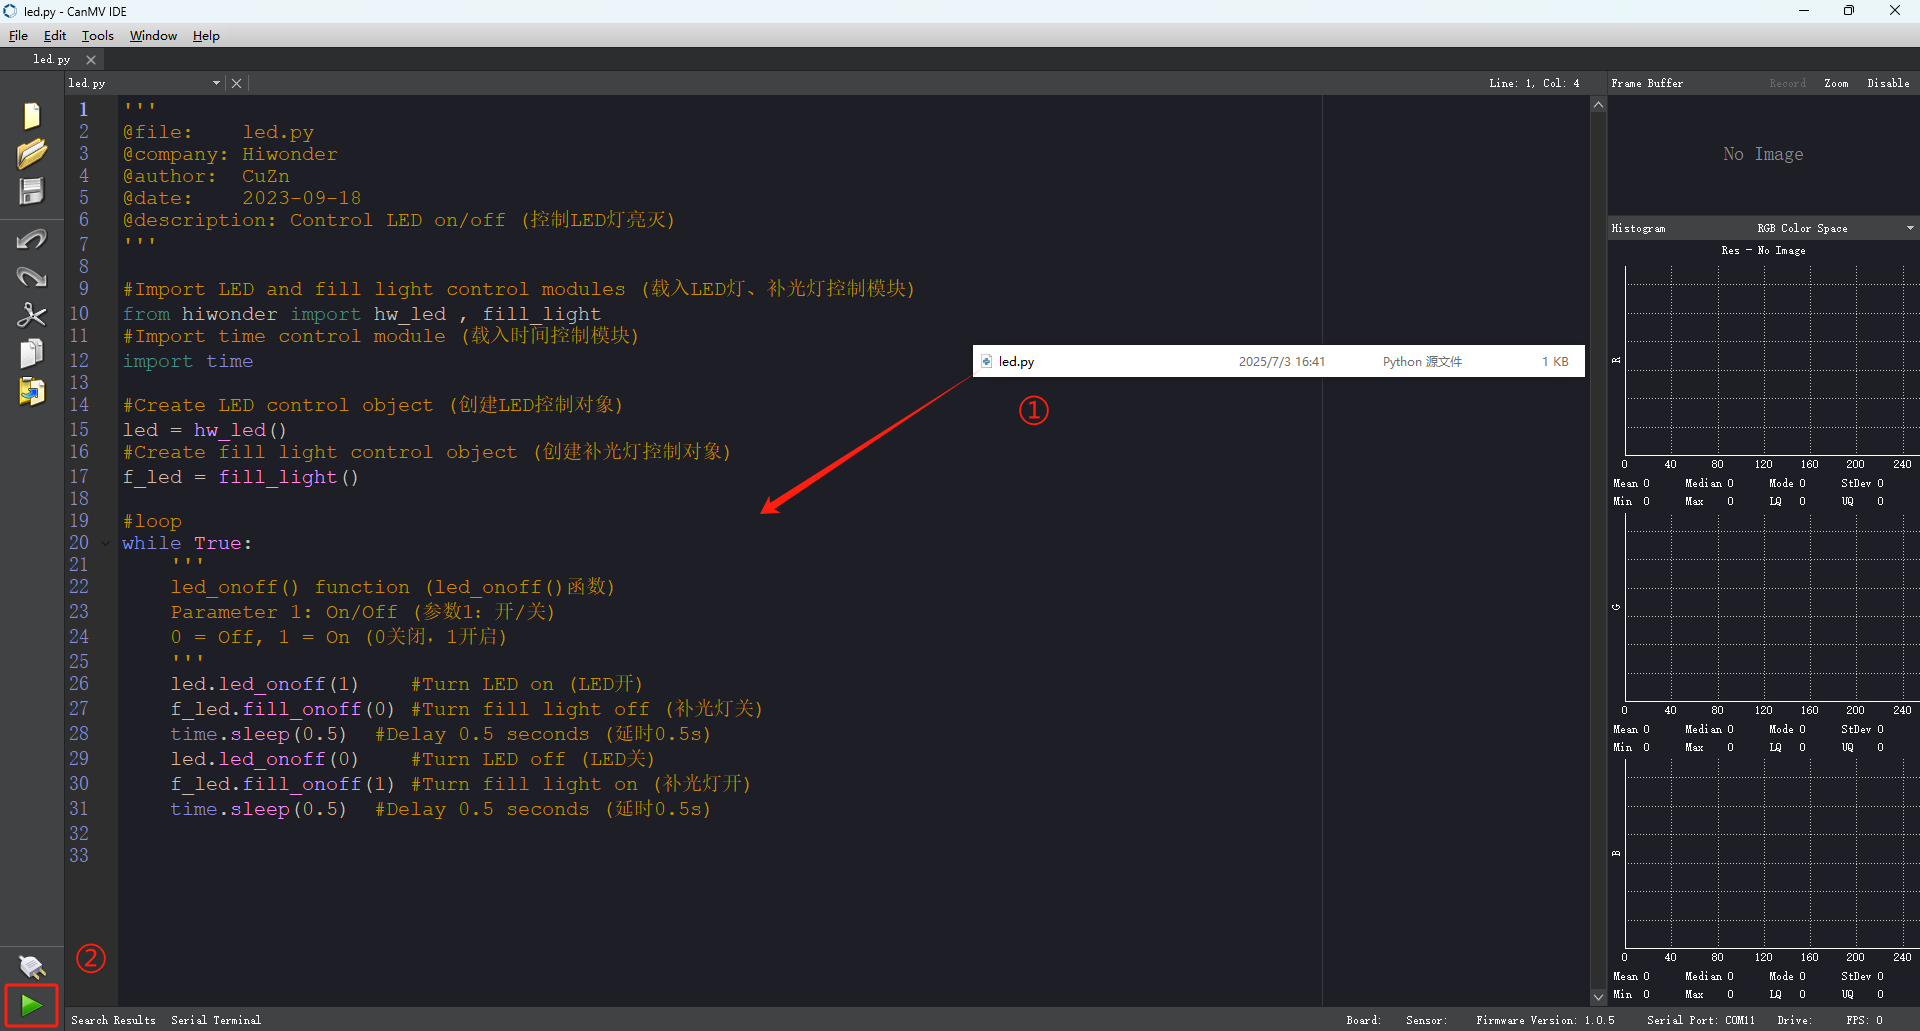 led.py - CanMV IDE
File Edit Tools Window Help
led.py
led.py Line: 1, Col: 4 Frame Buffer Record Zoom Disable
1 '''
2 @file: led.py
3 @company: Hiwonder
4 @author: CuZn
5 @date: 2023-09-18
6 @description: Control LED on/off (控制LED灯亮灭)
7 '''
8
9 #Import LED and fill light control modules (载入LED灯、补光灯控制模块)
10 from hiwonder import hw_led , fill_light
11 #Import time control module (载入时间控制模块)
12 import time
13
14 #Create LED control object (创建LED控制对象)
15 led = hw_led()
16 #Create fill light control object (创建补光灯控制对象)
17 f_led = fill_light()
18
19 #loop
20 while True:
21 '''
22 led_onoff() function (led_onoff()函数)
23 Parameter 1: On/Off (参数1: 开/关)
24 0 = Off, 1 = On (0关闭，1开启)
25 '''
26 led.led_onoff(1) #Turn LED on (LED开)
27 f_led.fill_onoff(0) #Turn fill light off (补光灯关)
28 time.sleep(0.5) #Delay 0.5 seconds (延时0.5s)
29 led.led_onoff(0) #Turn LED off (LED关)
30 f_led.fill_onoff(1) #Turn fill light on (补光灯开)
31 time.sleep(0.5) #Delay 0.5 seconds (延时0.5s)
32
33
led.py 2025/7/3 16:41 Python 源文件 1 KB
①
②
No Image
Histogram RGB Color Space
Res - No Image
R
0 40 80 120 160 200 240
Mean 0 Median 0 Mode 0 StDev 0
Min 0 Max 0 LQ 0 UQ 0
G
0 40 80 120 160 200 240
Mean 0 Median 0 Mode 0 StDev 0
Min 0 Max 0 LQ 0 UQ 0
B
0 40 80 120 160 200 240
Mean 0 Median 0 Mode 0 StDev 0
Min 0 Max 0 LQ 0 UQ 0
Search Results Serial Terminal Board: Sensor: Firmware Version: 1.0.5 Serial Port: COM11 Drive: FPS: 0